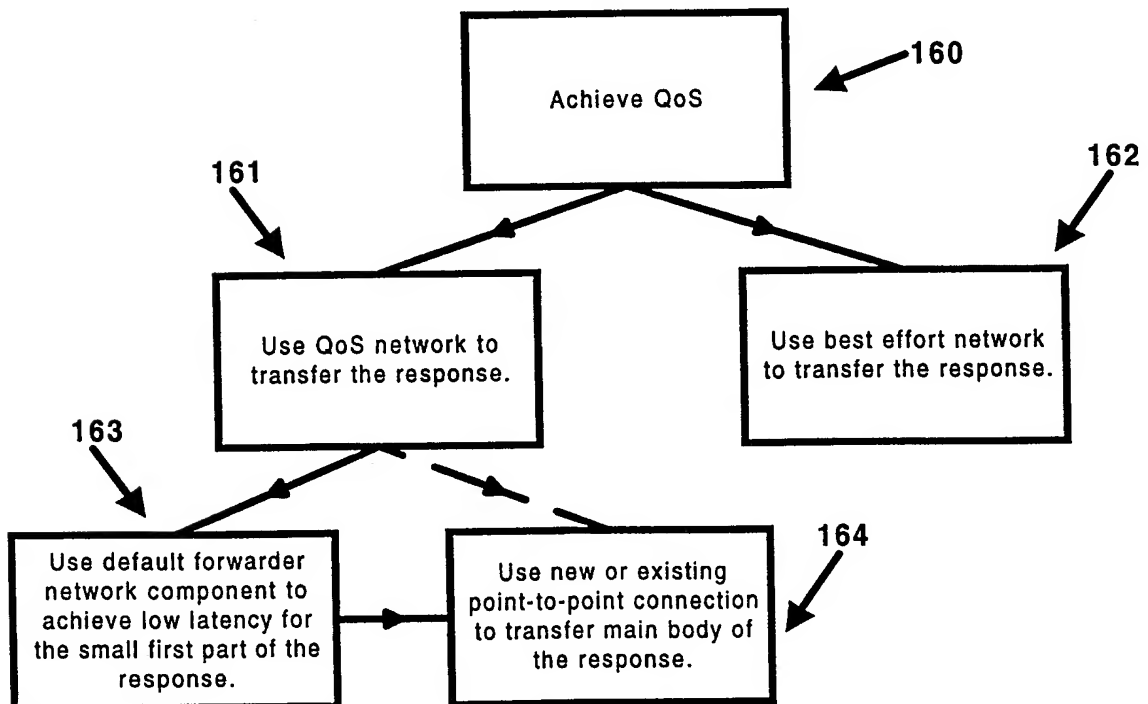 160
Achieve QoS
161
162
Use QoS network to
transfer the response.
Use best effort network
to transfer the response.
163
164
Use default forwarder
network component to
achieve low latency for
the small first part of the
response.
Use new or existing
point-to-point connection
to transfer main body of
the response.